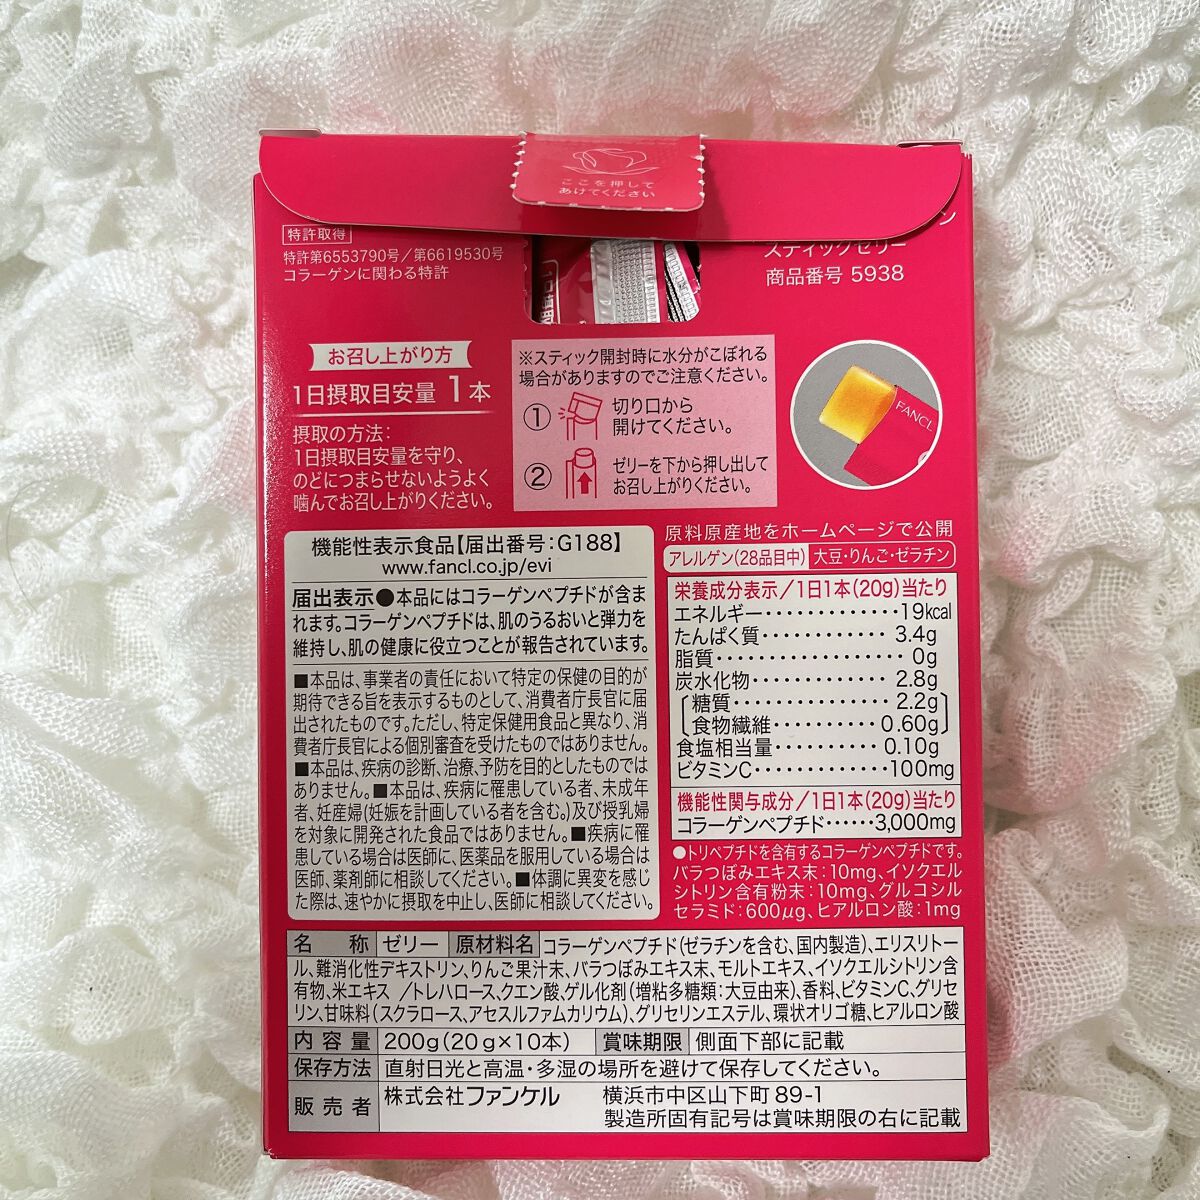 ここを押して
あけてください
特許取得
特許第6553790号／第6619530号
コラーゲンに関わる特許
ン
スティックゼリー
商品番号 5938
お召し上がり方
1日摂取目安量 1本
摂取の方法：
1日摂取目安量を守り、
のどにつまらせないようよく
噛んでお召し上がりください。
※スティック開封時に水分がこぼれる
場合がありますのでご注意ください。
① 切り口から
開けてください。
② ゼリーを下から押し出して
お召し上がりください。
FANCL
機能性表示食品【届出番号：G188】
www.fancl.co.jp/evi
届出表示●本品にはコラーゲンペプチドが含ま
れます。コラーゲンペプチドは、肌のうるおいと弾力を
維持し、肌の健康に役立つことが報告されています。
■本品は、事業者の責任において特定の保健の目的が
期待できる旨を表示するものとして、消費者庁長官に届
出されたものです。ただし、特定保健用食品と異なり、消
費者庁長官による個別審査を受けたものではありません。
■本品は、疾病の診断、治療、予防を目的としたものでは
ありません。■本品は、疾病に罹患している者、未成年
者、妊産婦(妊娠を計画している者を含む。)及び授乳婦
を対象に開発された食品ではありません。■疾病に罹
患している場合は医師に、医薬品を服用している場合は
医師、薬剤師に相談してください。■体調に異変を感じ
た際は、速やかに摂取を中止し、医師に相談してください。
原料原産地をホームページで公開
アレルゲン(28品目中) 大豆・りんご・ゼラチン
栄養成分表示／1日1本(20g)当たり
エネルギー・・・・・・・・・・・・・19kcal
たんぱく質・・・・・・・・・・・・ 3.4g
脂質・・・・・・・・・・・・・・・・・・ 0g
炭水化物・・・・・・・・・・・・・ 2.8g
糖質・・・・・・・・・・・・・・・ 2.2g
食物繊維・・・・・・・・・・・0.60g
食塩相当量・・・・・・・・・・ 0.10g
ビタミンC・・・・・・・・・・・・・100mg
機能性関与成分／1日1本(20g)当たり
コラーゲンペプチド・・・・・・3,000mg
●トリペプチドを含有するコラーゲンペプチドです。
バラつぼみエキス末：10mg、イソクエル
シトリン含有粉末：10mg、グルコシル
セラミド：600μg、ヒアルロン酸：1mg
名 称 ゼリー 原材料名 コラーゲンペプチド(ゼラチンを含む、国内製造)、エリスリトー
ル、難消化性デキストリン、りんご果汁末、バラつぼみエキス末、モルトエキス、イソクエルシトリン含
有物、米エキス ／トレハロース、クエン酸、ゲル化剤(増粘多糖類：大豆由来)、香料、ビタミンC、グリセ
リン、甘味料(スクラロース、アセスルファムカリウム)、グリセリンエステル、環状オリゴ糖、ヒアルロン酸
内容量 200g(20g×10本) 賞味期限 側面下部に記載
保存方法 直射日光と高温・多湿の場所を避けて保存してください。
販売者 株式会社 ファンケル 横浜市中区山下町 89-1
製造所固有記号は賞味期限の右に記載